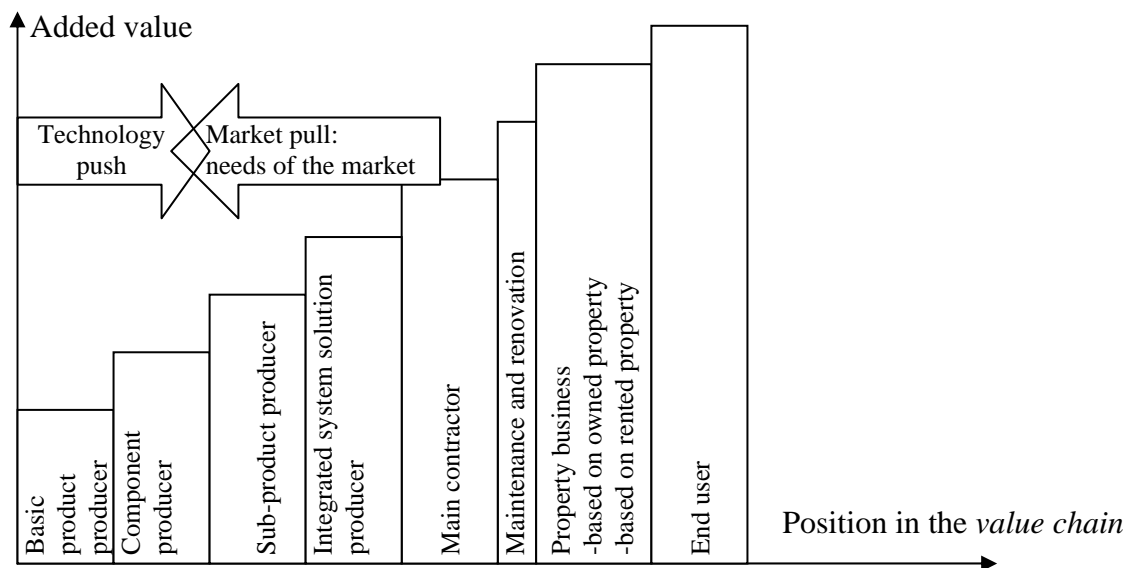 Added value
Technology
push
Market pull:
needs of the market
Basic
product
producer
Component
producer
Sub-product producer
Integrated system solution
producer
Main contractor
Maintenance and renovation
Property business
-based on owned property
-based on rented property
End user
Position in the value chain